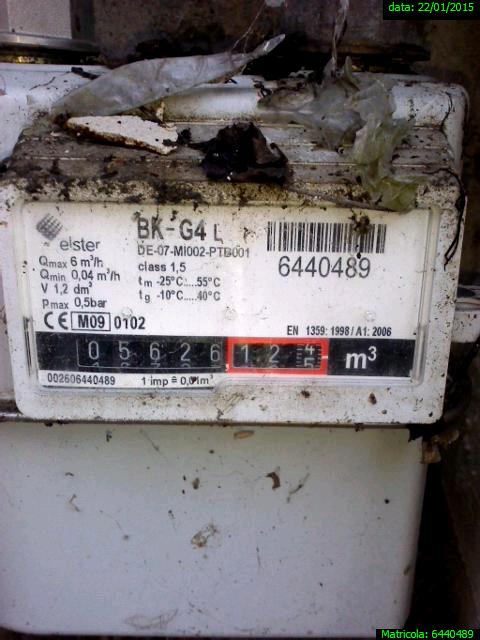 data: 22/01/2015
elster
BK-G4 L
DE-07-MI002-PTB001
6440489
Qmax 6 m³/h
Qmin 0,04 m³/h
V 1,2 dm³
pmax 0,5bar
class 1,5
tm -25°C...55°C
tg -10°C...40°C
CE M09 0102
EN 1359:1998/A1:2006
05626124 m³
5
002606440489
1 imp ≙ 0,01m³
Matricola: 6440489